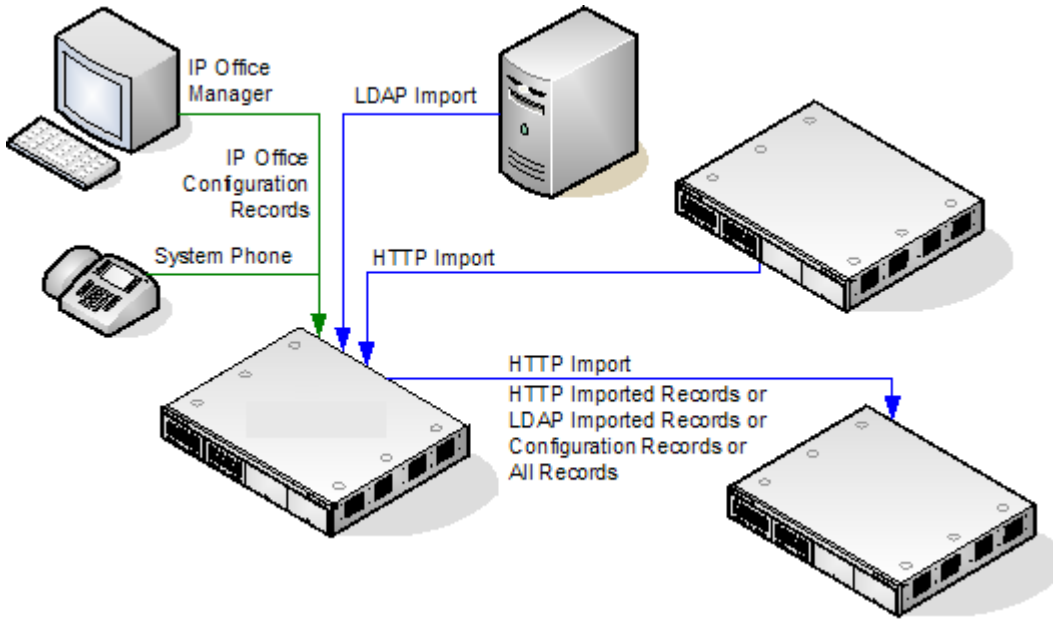 IP Office
Manager
LDAP Import
IP Office
Configuration
Records
System Phone
HTTP Import
HTTP Import
HTTP Imported Records or
LDAP Imported Records or
Configuration Records or
All Records